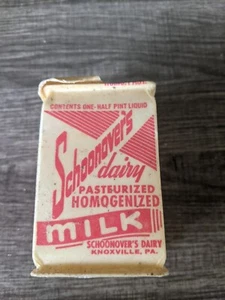 CONTENTS ONE-HALF PINT LIQUID
Schoonover's
dairy
PASTEURIZED
HOMOGENIZED
MILK
SCHOONOVER'S DAIRY
KNOXVILLE, PA.